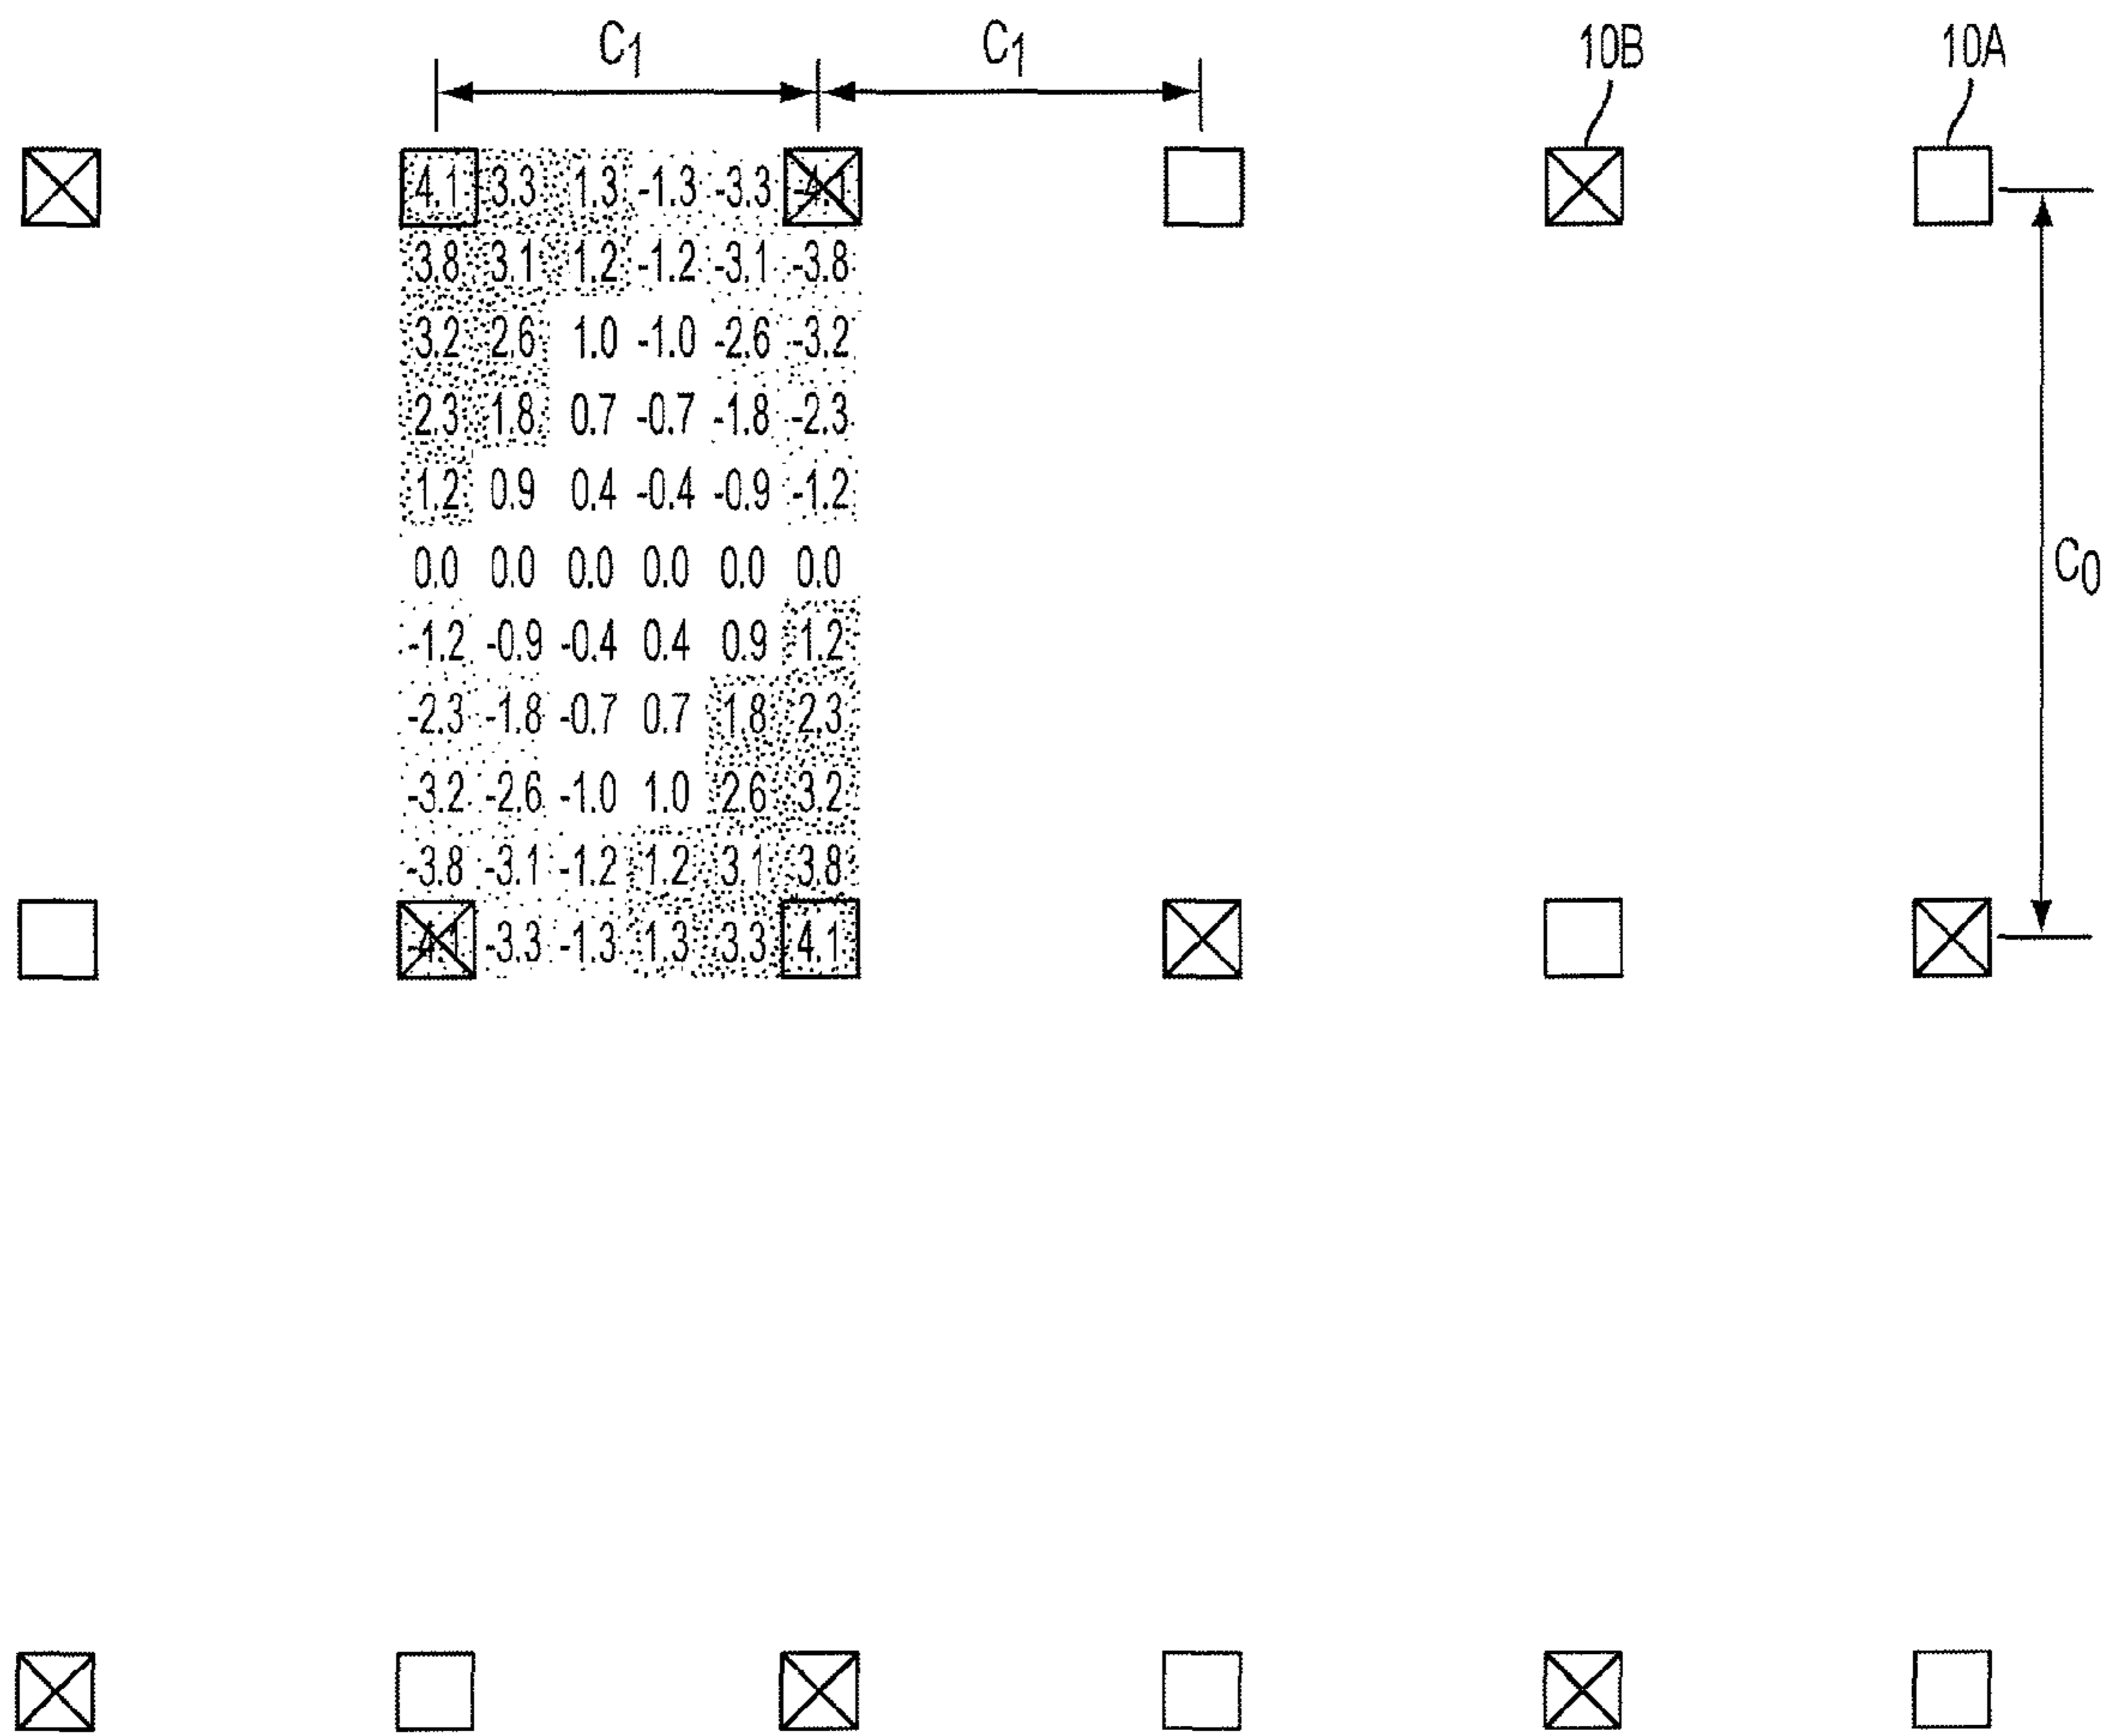 C1 C1 10B 10A
4.1 3.3 1.3 -1.3 -3.3 -4.1
3.8 3.1 1.2 -1.2 -3.1 -3.8
3.2 2.6 1.0 -1.0 -2.6 -3.2
2.3 1.8 0.7 -0.7 -1.8 -2.3
1.2 0.9 0.4 -0.4 -0.9 -1.2
0.0 0.0 0.0 0.0 0.0 0.0
C0
-1.2 -0.9 -0.4 0.4 0.9 1.2
-2.3 -1.8 -0.7 0.7 1.8 2.3
-3.2 -2.6 -1.0 1.0 2.6 3.2
-3.8 -3.1 -1.2 1.2 3.1 3.8
-4.1 -3.3 -1.3 1.3 3.3 4.1